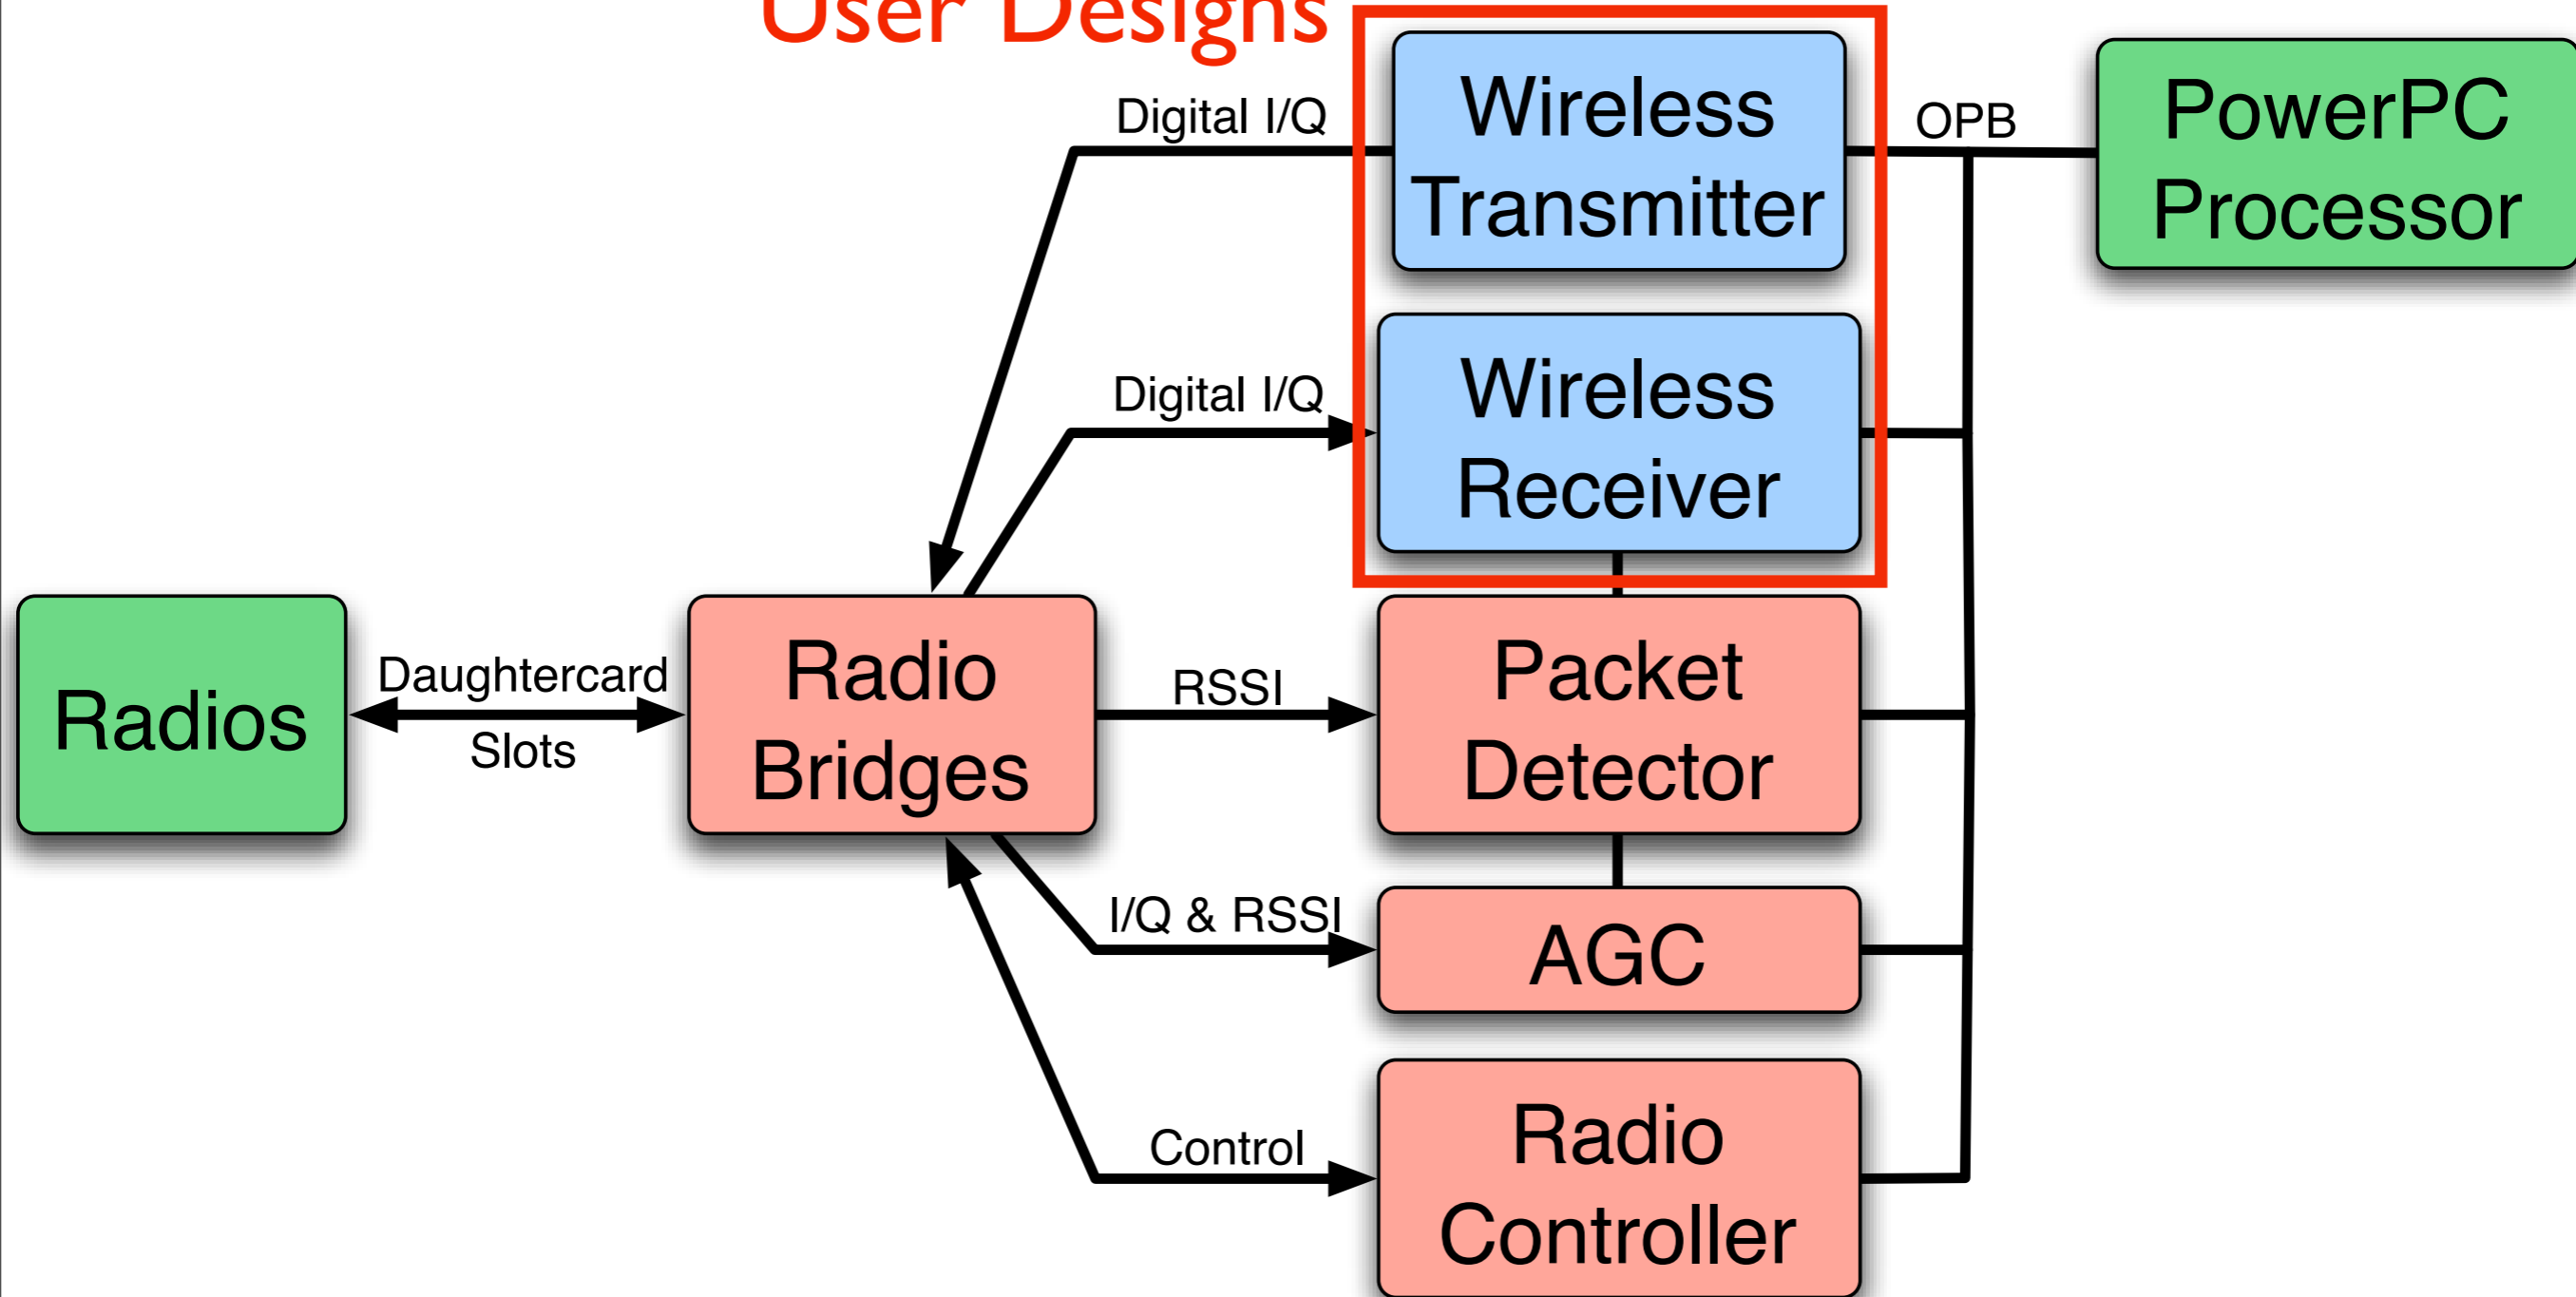 User Designs
Digital I/Q
Wireless
Transmitter
OPB
PowerPC
Processor
Digital I/Q
Wireless
Receiver
Radios
Daughtercard
Slots
Radio
Bridges
RSSI
Packet
Detector
I/Q & RSSI
AGC
Control
Radio
Controller